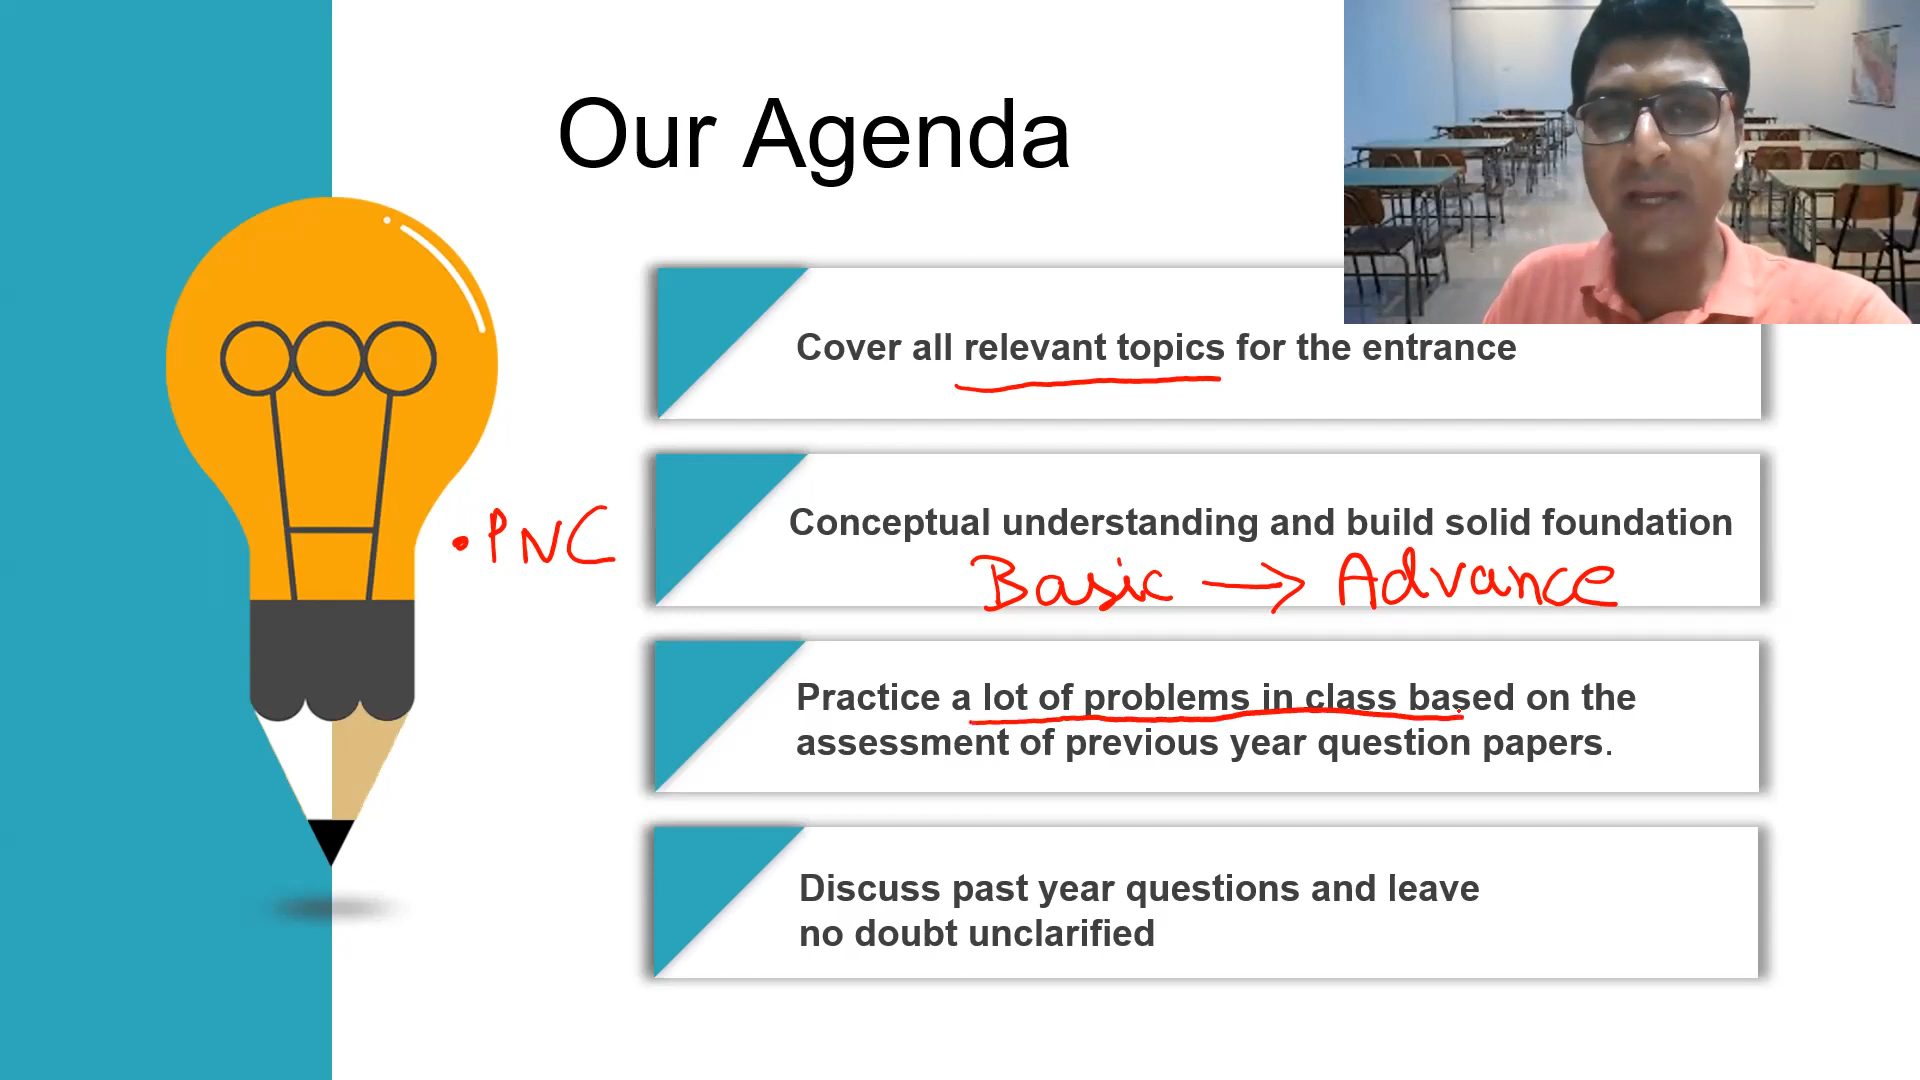 Our Agenda
Cover all relevant topics for the entrance
• PNC
Conceptual understanding and build solid foundation
Basic → Advance
Practice a lot of problems in class based on the
assessment of previous year question papers.
Discuss past year questions and leave
no doubt unclarified